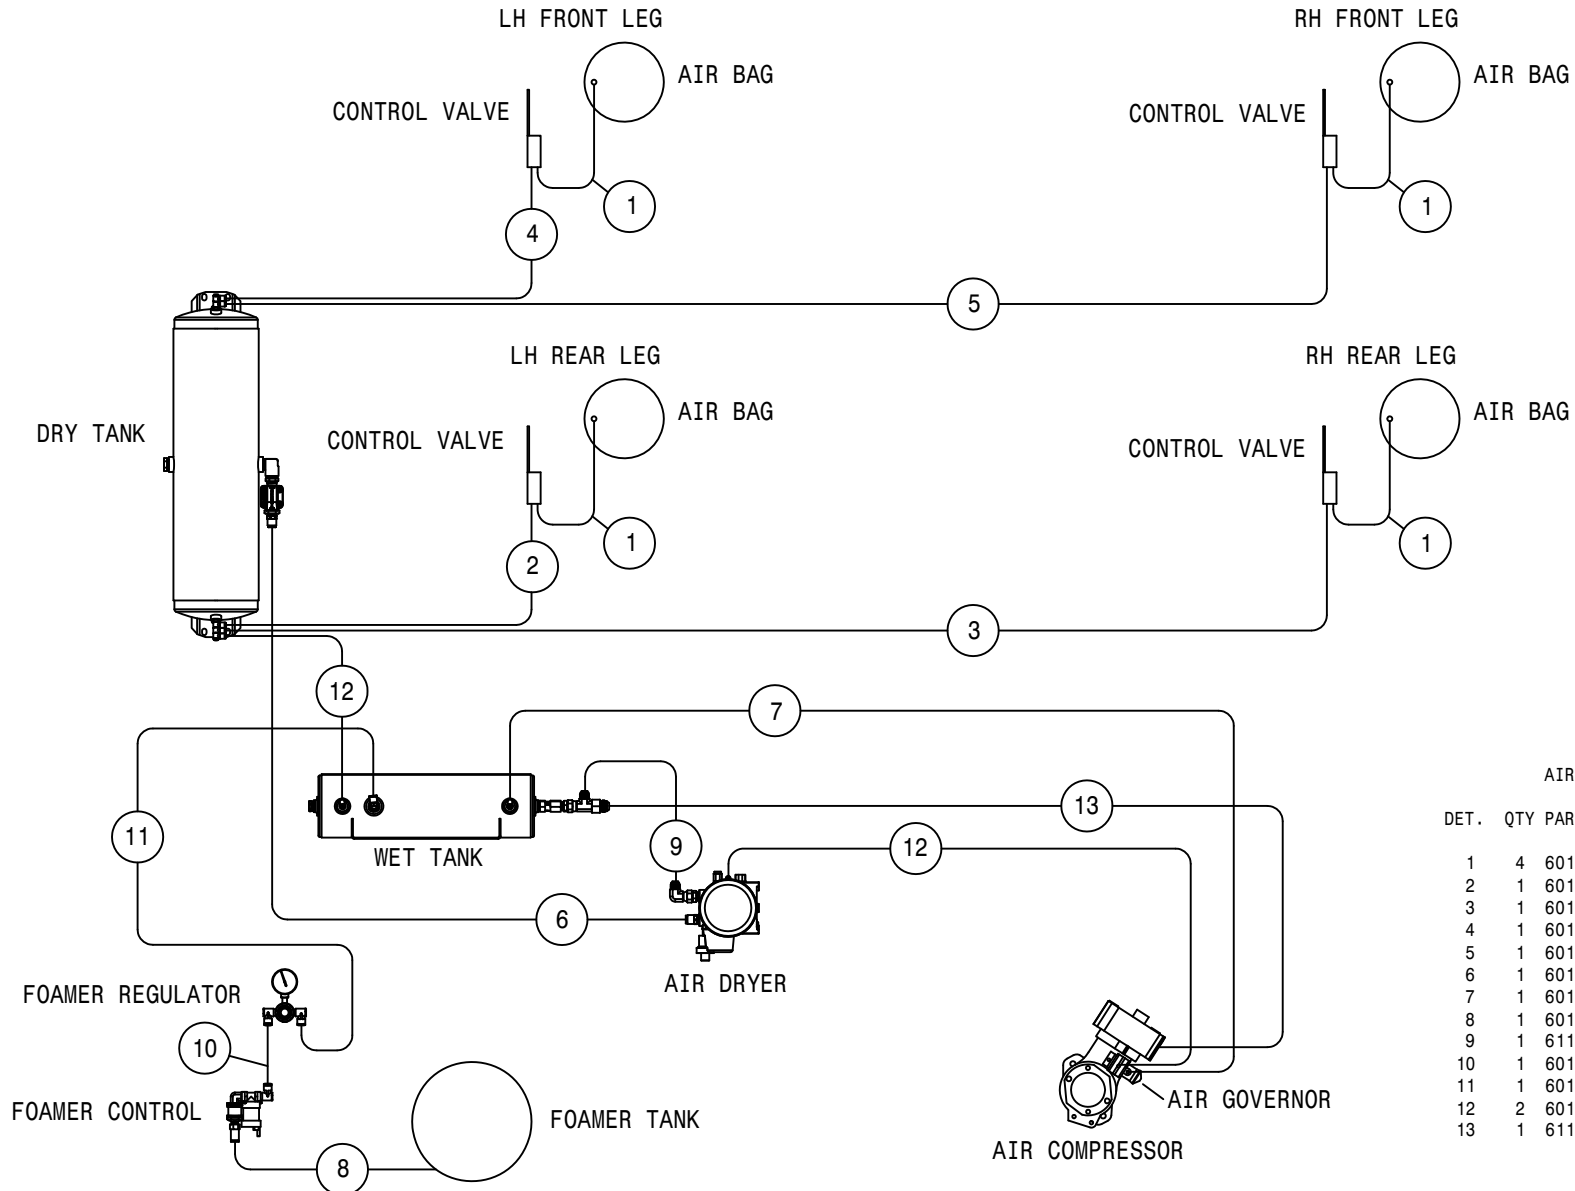 LH FRONT LEG
RH FRONT LEG
AIR BAG
AIR BAG
CONTROL VALVE
CONTROL VALVE
1
1
4
5
LH REAR LEG
RH REAR LEG
AIR BAG
AIR BAG
DRY TANK
CONTROL VALVE
CONTROL VALVE
1
1
2
3
12
7
13
11
9
12
WET TANK
6
AIR DRYER
FOAMER REGULATOR
10
FOAMER CONTROL
FOAMER TANK
AIR GOVERNOR
AIR COMPRESSOR
8
AIR
DET. QTY PAR
1 4 601
2 1 601
3 1 601
4 1 601
5 1 601
6 1 601
7 1 601
8 1 601
9 1 611
10 1 601
11 1 601
12 2 601
13 1 611